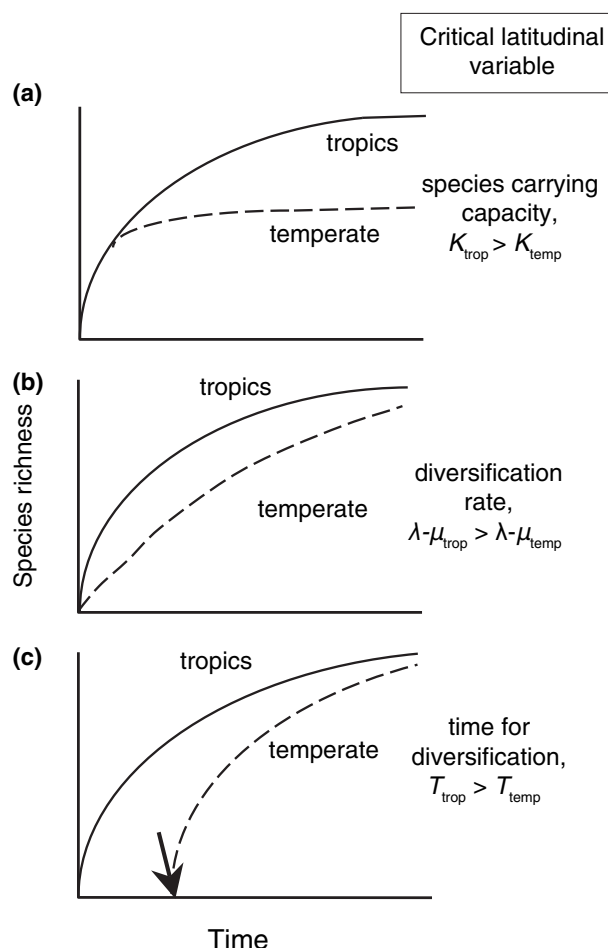 Critical latitudinal
variable
(a)
tropics
temperate
species carrying
capacity,
K_trop > K_temp
(b)
tropics
temperate
diversification
rate,
λ-μ_trop > λ-μ_temp
Species richness
(c)
tropics
temperate
time for
diversification,
T_trop > T_temp
Time